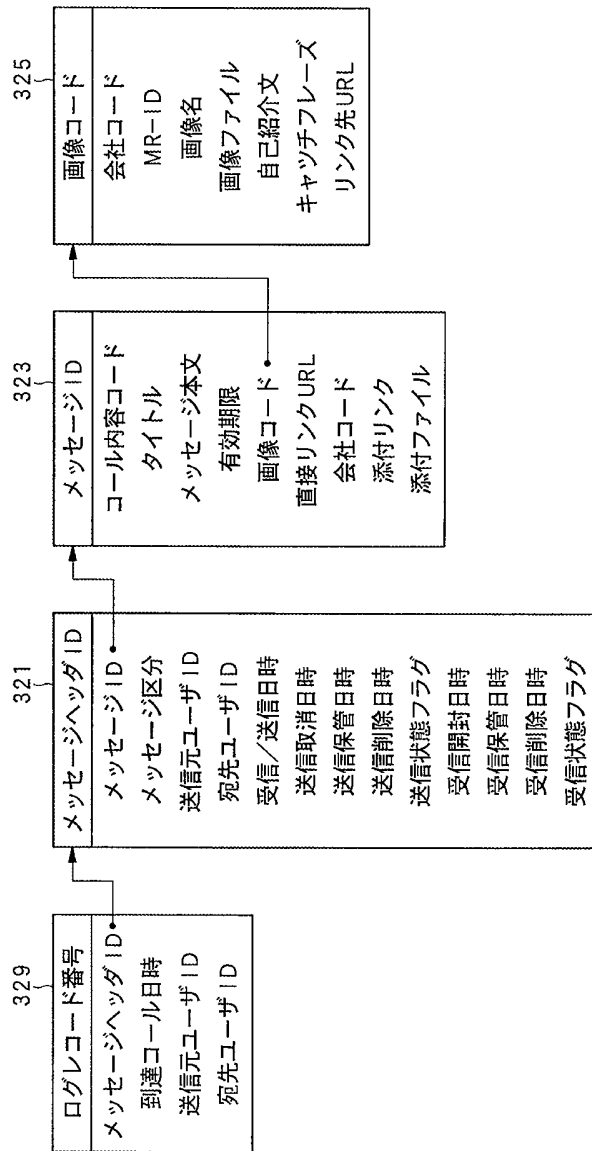 329
ログレコード番号
メッセージヘッダID
到達コール日時
送信元ユーザID
宛先ユーザID
321
メッセージヘッダID
メッセージID
メッセージ区分
送信元ユーザID
宛先ユーザID
受信/送信日時
送信取消日時
送信保管日時
送信削除日時
送信状態フラグ
受信開封日時
受信保管日時
受信削除日時
受信状態フラグ
323
メッセージID
コール内容コード
タイトル
メッセージ本文
有効期限
画像コード
直接リンクURL
会社コード
添付リンク
添付ファイル
325
画像コード
会社コード
MR-ID
画像名
画像ファイル
自己紹介文
キャツチフレーズ
リンク先URL